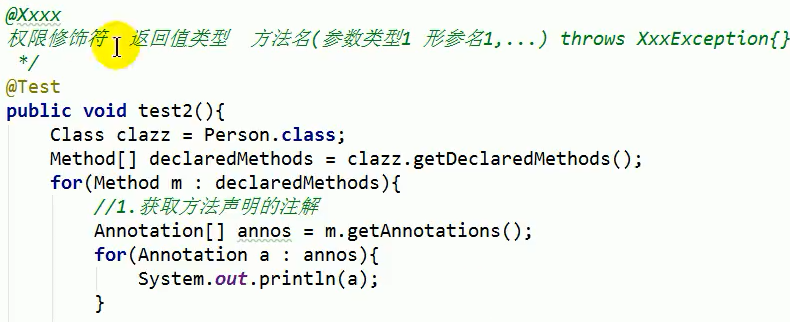 @Xxxx
权限修饰符  返回值类型  方法名(参数类型1 形参名1,...) throws XxxException{}
*/
@Test
public void test2(){
    Class clazz = Person.class;
    Method[] declaredMethods = clazz.getDeclaredMethods();
    for(Method m : declaredMethods){
        //1.获取方法声明的注解
        Annotation[] annos = m.getAnnotations();
        for(Annotation a : annos){
            System.out.println(a);
        }